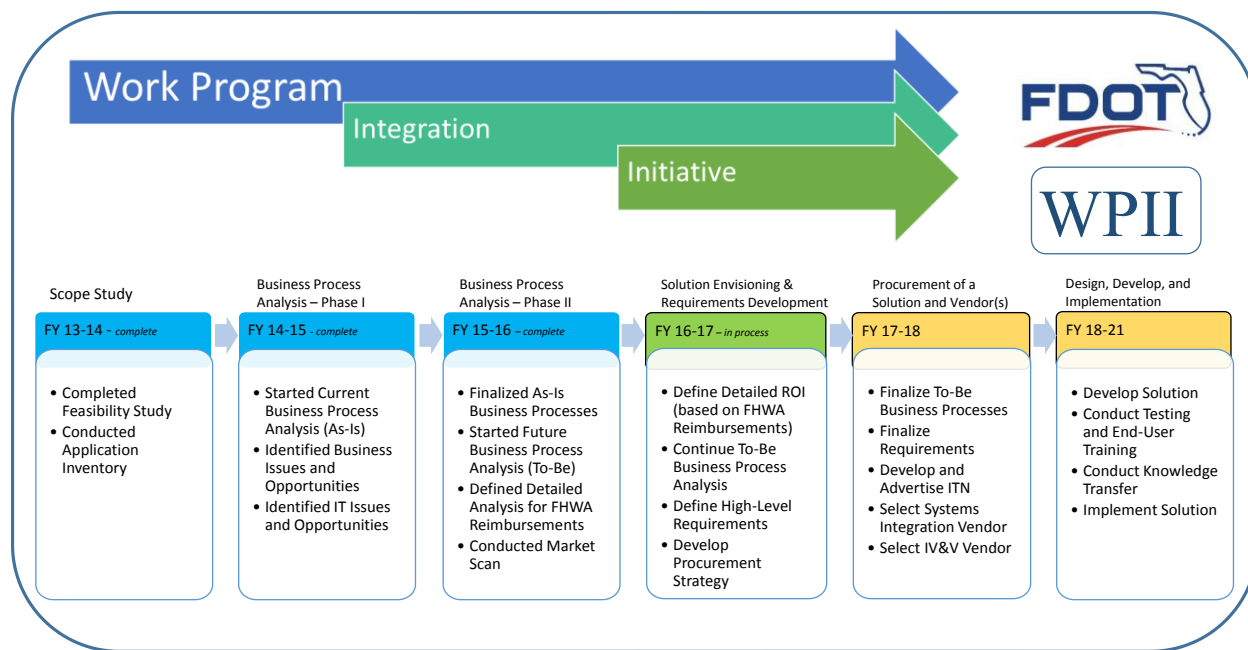 Work Program
Integration
Initiative
FDOT
WPII
Scope Study
FY 13-14 - complete
• Completed
Feasibility Study
• Conducted
Application
Inventory
Business Process
Analysis – Phase I
FY 14-15 - complete
• Started Current
Business Process
Analysis (As-Is)
• Identified Business
Issues and
Opportunities
• Identified IT Issues
and Opportunities
Business Process
Analysis – Phase II
FY 15-16 – complete
• Finalized As-Is
Business Processes
• Started Future
Business Process
Analysis (To-Be)
• Defined Detailed
Analysis for FHWA
Reimbursements
• Conducted Market
Scan
Solution Envisioning &
Requirements Development
FY 16-17 – in process
• Define Detailed ROI
(based on FHWA
Reimbursements)
• Continue To-Be
Business Process
Analysis
• Define High-Level
Requirements
• Develop
Procurement
Strategy
Procurement of a
Solution and Vendor(s)
FY 17-18
• Finalize To-Be
Business Processes
• Finalize
Requirements
• Develop and
Advertise ITN
• Select Systems
Integration Vendor
• Select IV&V Vendor
Design, Develop, and
Implementation
FY 18-21
• Develop Solution
• Conduct Testing
and End-User
Training
• Conduct Knowledge
Transfer
• Implement Solution